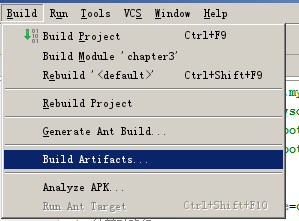 Build Run Tools VCS Window Help
Build Project Ctrl+F9
Build Module 'chapter3'
Rebuild '<default>' Ctrl+Shift+F9
Rebuild Project
Generate Ant Build...
Build Artifacts...
Analyze APK...
Run Ant Target Ctrl+Shift+F10